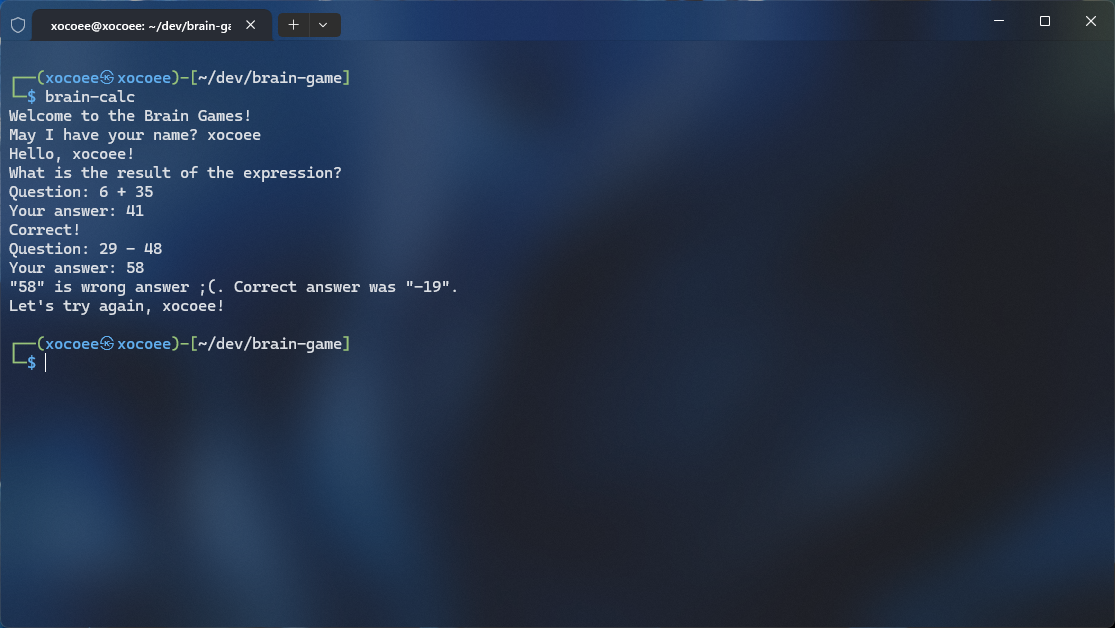 xocoee@xocoee: ~/dev/brain-ga
┌──(xocoee㉿xocoee)-[~/dev/brain-game]
└─$ brain-calc
Welcome to the Brain Games!
May I have your name? xocoee
Hello, xocoee!
What is the result of the expression?
Question: 6 + 35
Your answer: 41
Correct!
Question: 29 - 48
Your answer: 58
"58" is wrong answer ;(. Correct answer was "-19".
Let's try again, xocoee!
┌──(xocoee㉿xocoee)-[~/dev/brain-game]
└─$